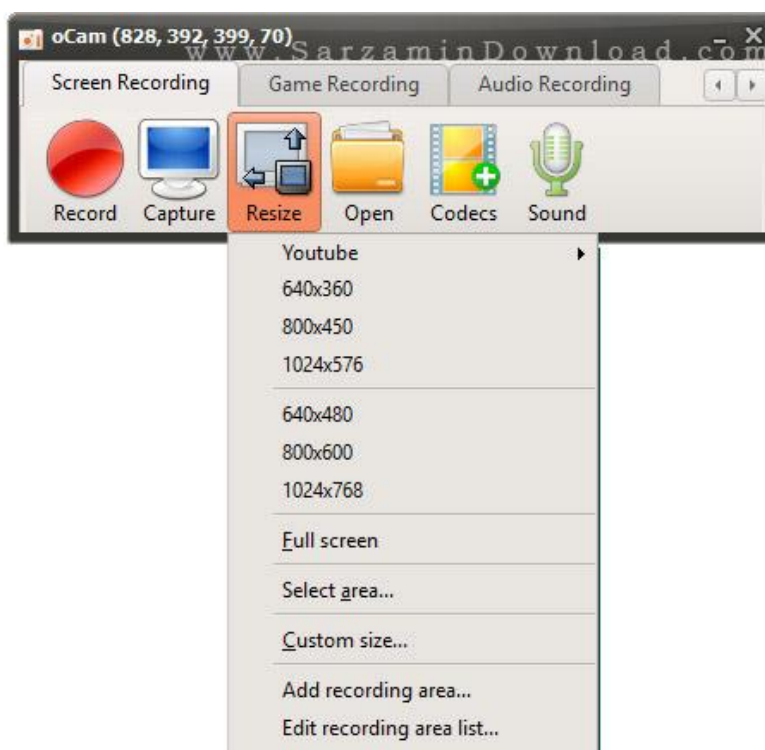 oCam (828, 392, 399, 70)
www.SarzaminDownload.com
Screen Recording Game Recording Audio Recording
Record Capture Resize Open Codecs Sound
Youtube
640x360
800x450
1024x576
640x480
800x600
1024x768
Full screen
Select area...
Custom size...
Add recording area...
Edit recording area list...